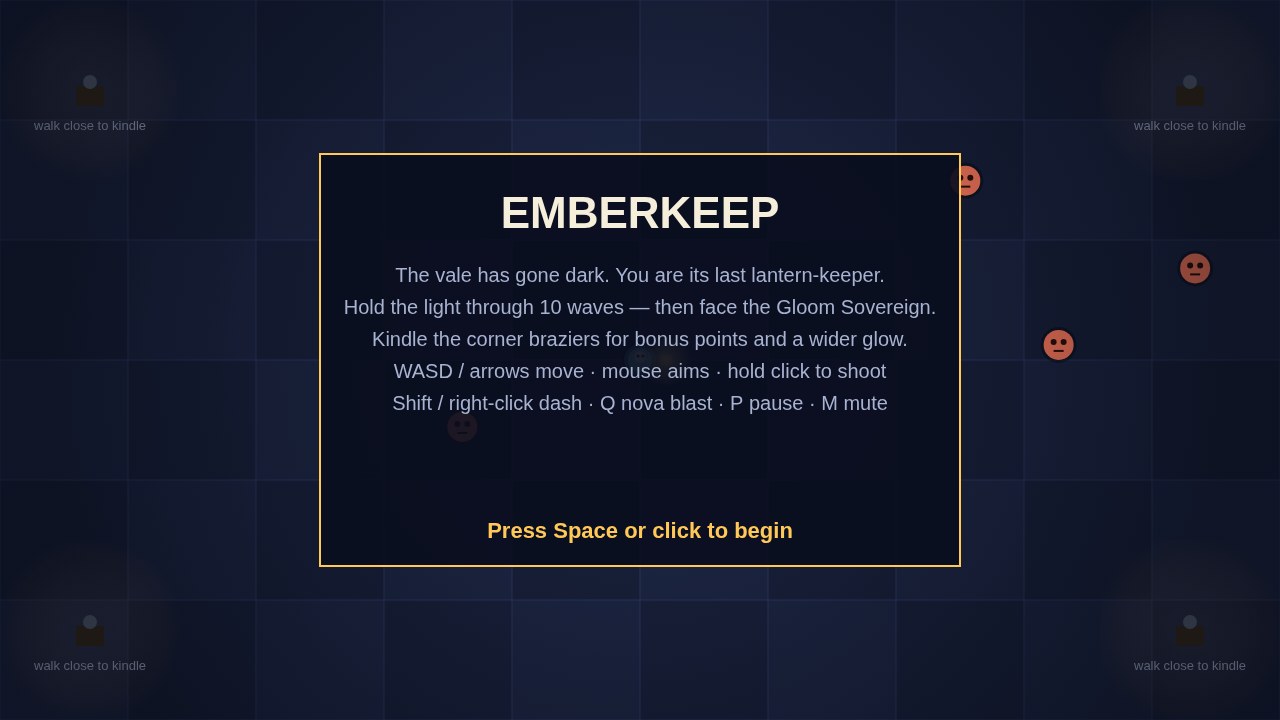 walk close to kindle
walk close to kindle
EMBERKEEP
The vale has gone dark. You are its last lantern-keeper.
Hold the light through 10 waves — then face the Gloom Sovereign.
Kindle the corner braziers for bonus points and a wider glow.
WASD / arrows move · mouse aims · hold click to shoot
Shift / right-click dash · Q nova blast · P pause · M mute
Press Space or click to begin
walk close to kindle
walk close to kindle